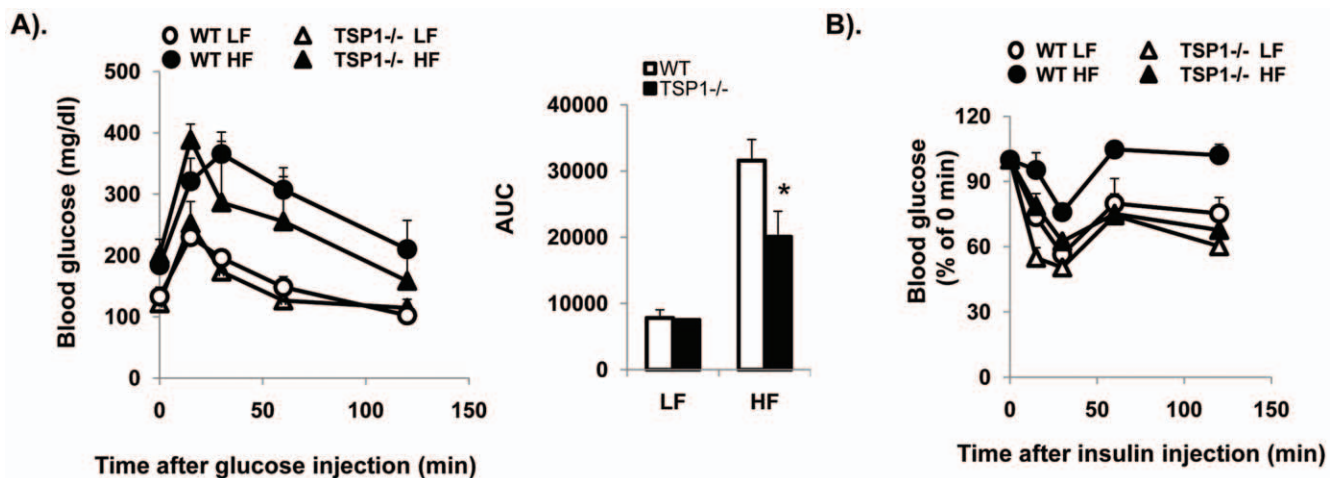 A).
WT LF TSP1-/- LF
WT HF TSP1-/- HF
Blood glucose (mg/dl)
500
400
300
200
100
0
0 50 100 150
Time after glucose injection (min)
WT
TSP1-/-
AUC
40000
30000
20000
10000
0
*
LF HF
B).
WT LF TSP1-/- LF
WT HF TSP1-/- HF
Blood glucose
(% of 0 min)
120
90
60
30
0
0 50 100 150
Time after insulin injection (min)